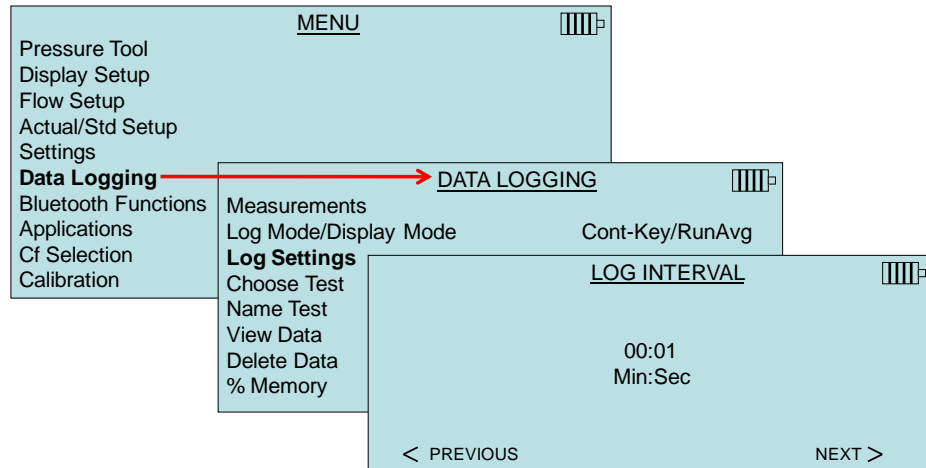 MENU
Pressure Tool
Display Setup
Flow Setup
Actual/Std Setup
Settings
Data Logging
Bluetooth Functions
Applications
Cf Selection
Calibration
DATA LOGGING
Measurements
Log Mode/Display Mode Cont-Key/RunAvg
Log Settings
Choose Test
Name Test
View Data
Delete Data
% Memory
LOG INTERVAL
00:01
Min:Sec
< PREVIOUS NEXT >